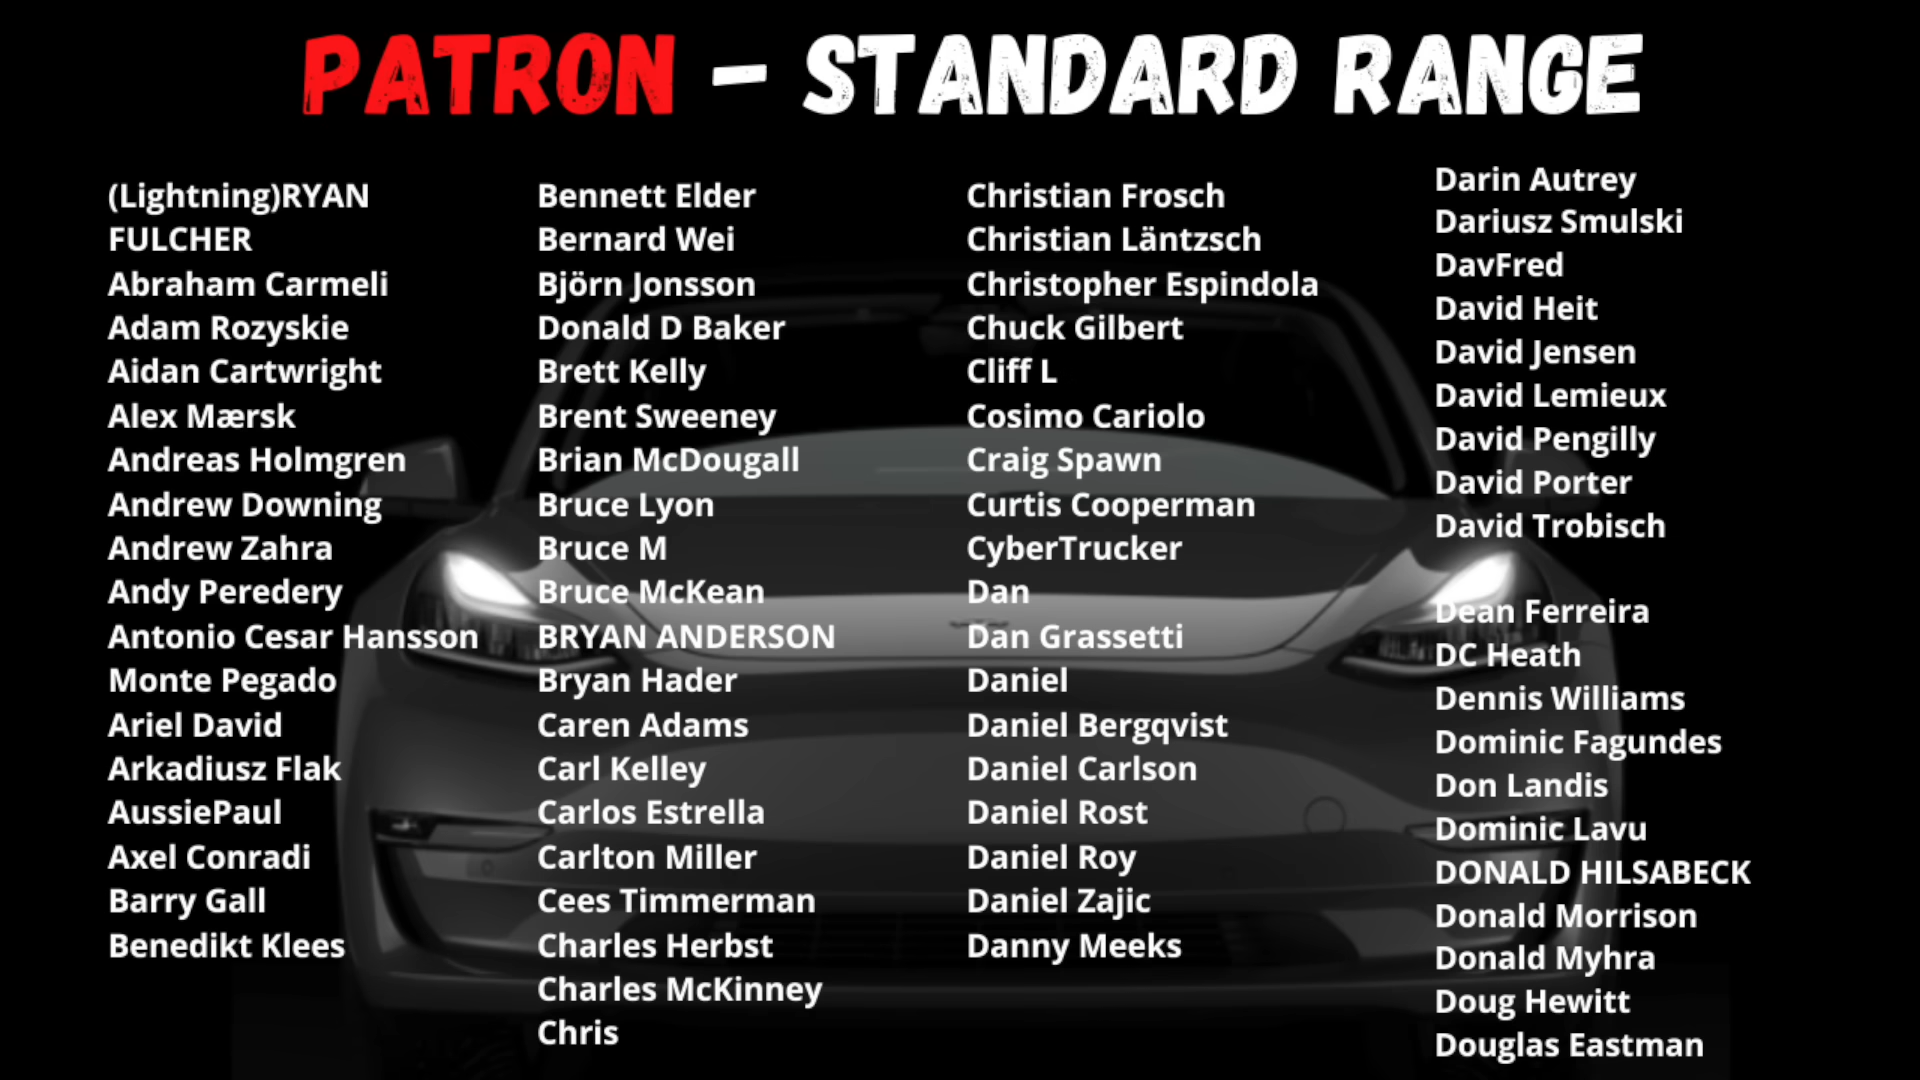 PATRON - STANDARD RANGE
(Lightning)RYAN
FULCHER
Abraham Carmeli
Adam Rozyskie
Aidan Cartwright
Alex Mærsk
Andreas Holmgren
Andrew Downing
Andrew Zahra
Andy Peredery
Antonio Cesar Hansson
Monte Pegado
Ariel David
Arkadiusz Flak
AussiePaul
Axel Conradi
Barry Gall
Benedikt Klees
Bennett Elder
Bernard Wei
Björn Jonsson
Donald D Baker
Brett Kelly
Brent Sweeney
Brian McDougall
Bruce Lyon
Bruce M
Bruce McKean
BRYAN ANDERSON
Bryan Hader
Caren Adams
Carl Kelley
Carlos Estrella
Carlton Miller
Cees Timmerman
Charles Herbst
Charles McKinney
Chris
Christian Frosch
Christian Läntzsch
Christopher Espindola
Chuck Gilbert
Cliff L
Cosimo Cariolo
Craig Spawn
Curtis Cooperman
CyberTrucker
Dan
Dan Grassetti
Daniel
Daniel Bergqvist
Daniel Carlson
Daniel Rost
Daniel Roy
Daniel Zajic
Danny Meeks
Darin Autrey
Dariusz Smulski
DavFred
David Heit
David Jensen
David Lemieux
David Pengilly
David Porter
David Trobisch
Dean Ferreira
DC Heath
Dennis Williams
Dominic Fagundes
Don Landis
Dominic Lavu
DONALD HILSABECK
Donald Morrison
Donald Myhra
Doug Hewitt
Douglas Eastman